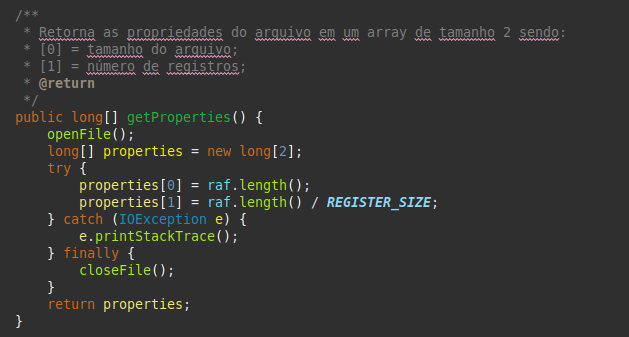 /**
 * Retorna as propriedades do arquivo em um array de tamanho 2 sendo:
 * [0] = tamanho do arquivo;
 * [1] = número de registros;
 * @return
 */
public long[] getProperties() {
    openFile();
    long[] properties = new long[2];
    try {
        properties[0] = raf.length();
        properties[1] = raf.length() / REGISTER_SIZE;
    } catch (IOException e) {
        e.printStackTrace();
    } finally {
        closeFile();
    }
    return properties;
}